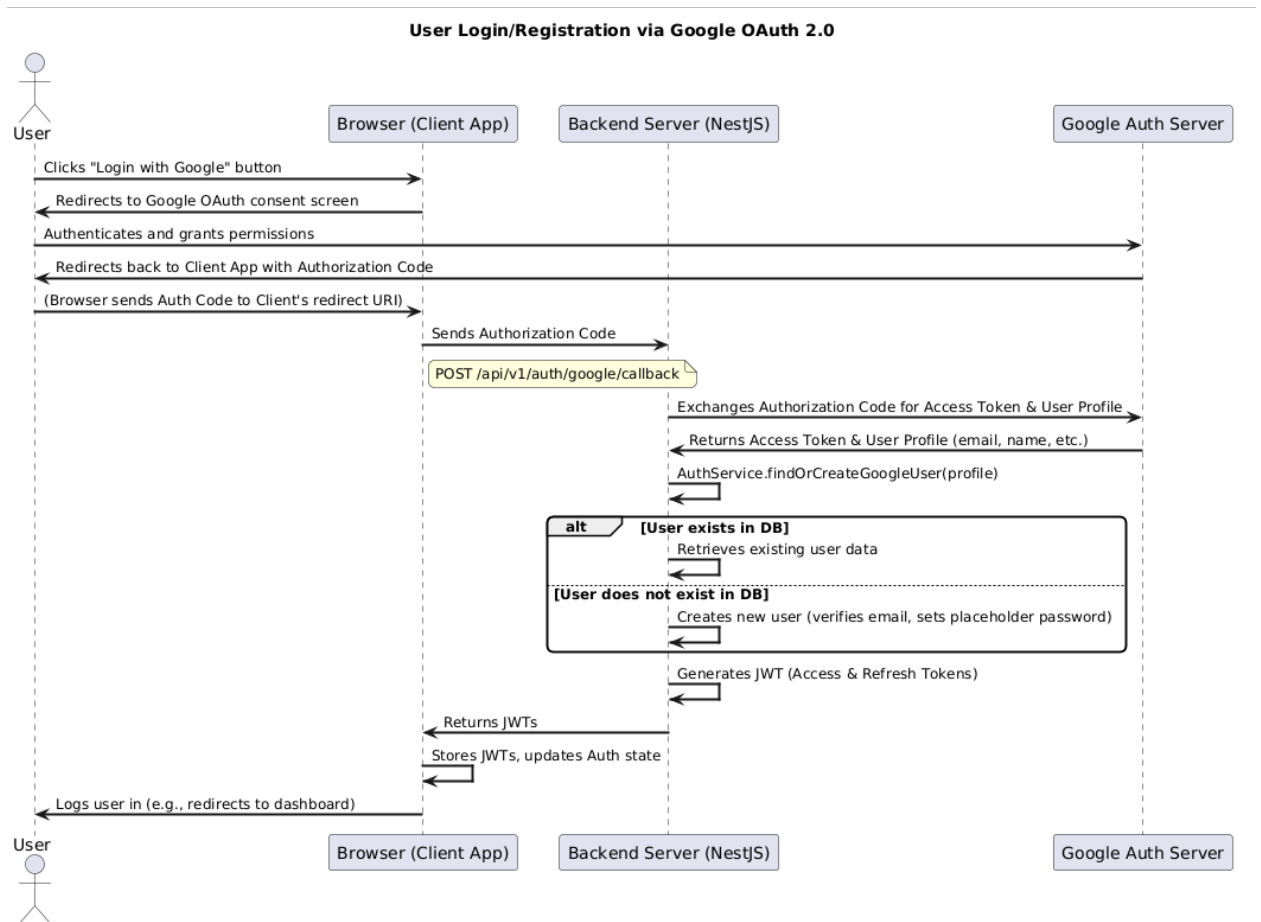 User Login/Registration via Google OAuth 2.0
User
Browser (Client App)
Backend Server (NestJS)
Google Auth Server
Clicks "Login with Google" button
Redirects to Google OAuth consent screen
Authenticates and grants permissions
Redirects back to Client App with Authorization Code
(Browser sends Auth Code to Client's redirect URI)
Sends Authorization Code
POST /api/v1/auth/google/callback
Exchanges Authorization Code for Access Token & User Profile
Returns Access Token & User Profile (email, name, etc.)
AuthService.findOrCreateGoogleUser(profile)
alt
[User exists in DB]
Retrieves existing user data
[User does not exist in DB]
Creates new user (verifies email, sets placeholder password)
Generates JWT (Access & Refresh Tokens)
Returns JWTs
Stores JWTs, updates Auth state
Logs user in (e.g., redirects to dashboard)
User
Browser (Client App)
Backend Server (NestJS)
Google Auth Server